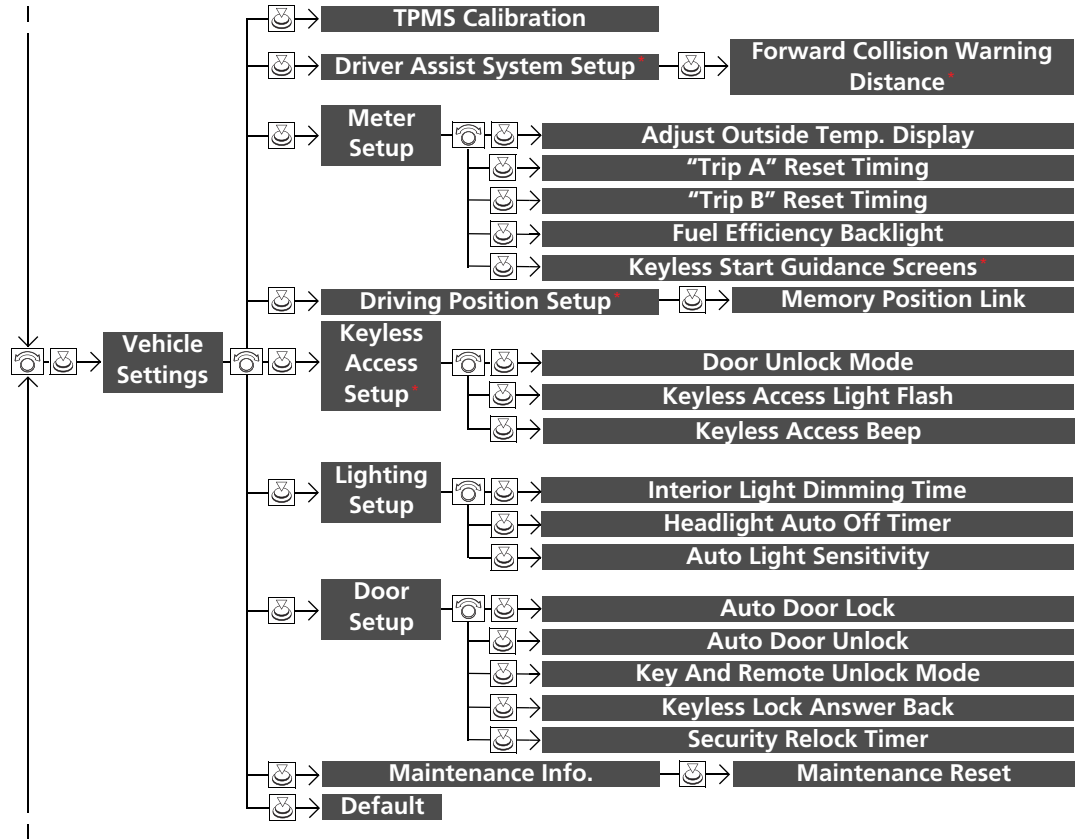 TPMS Calibration
Driver Assist System Setup*
Forward Collision Warning
Distance*
Meter
Setup
Adjust Outside Temp. Display
“Trip A” Reset Timing
“Trip B” Reset Timing
Fuel Efficiency Backlight
Keyless Start Guidance Screens*
Driving Position Setup*
Memory Position Link
Vehicle
Settings
Keyless
Access
Setup*
Door Unlock Mode
Keyless Access Light Flash
Keyless Access Beep
Lighting
Setup
Interior Light Dimming Time
Headlight Auto Off Timer
Auto Light Sensitivity
Door
Setup
Auto Door Lock
Auto Door Unlock
Key And Remote Unlock Mode
Keyless Lock Answer Back
Security Relock Timer
Maintenance Info.
Maintenance Reset
Default